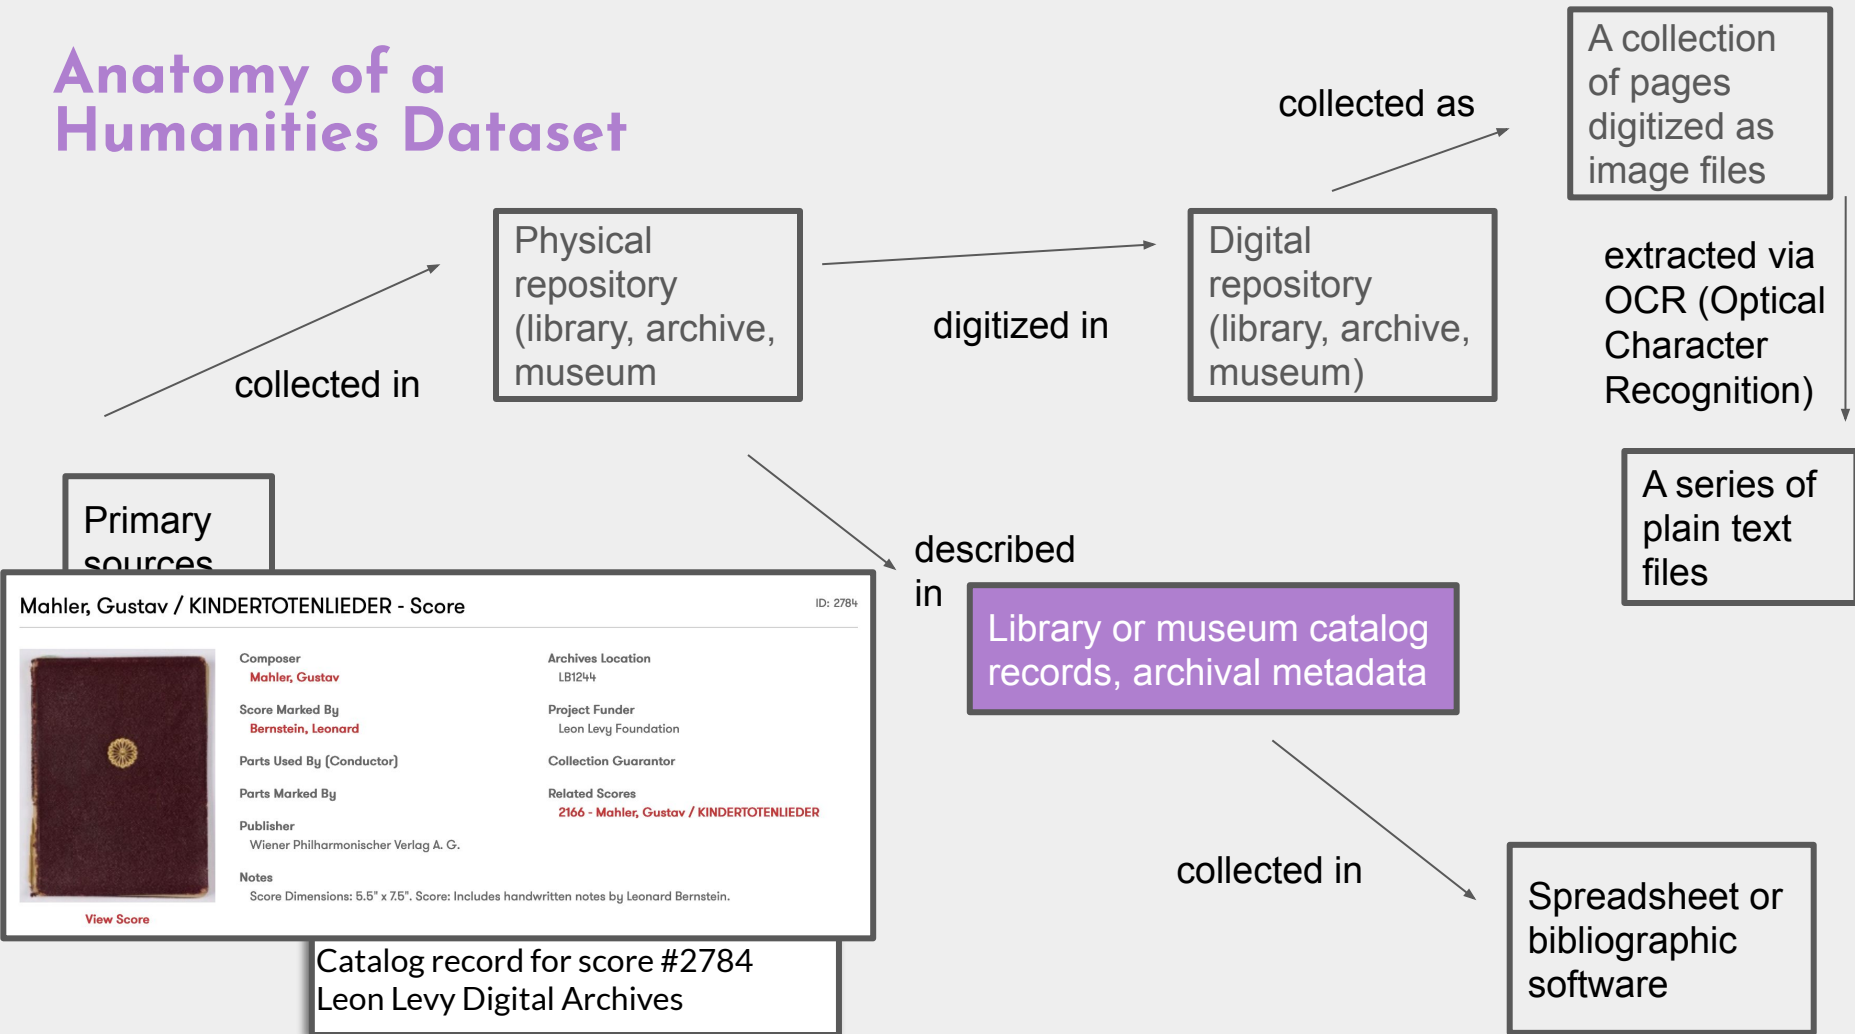 Anatomy of a
Humanities Dataset
collected as
A collection
of pages
digitized as
image files
Physical
repository
(library, archive,
museum
digitized in
Digital
repository
(library, archive,
museum)
extracted via
OCR (Optical
Character
Recognition)
collected in
A series of
plain text
files
Primary
sources
described
in
Library or museum catalog
records, archival metadata
Mahler, Gustav / KINDERTOTENLIEDER - Score
ID: 2784
Composer
Mahler, Gustav
Score Marked By
Bernstein, Leonard
Parts Used By (Conductor)
Parts Marked By
Publisher
Wiener Philharmonischer Verlag A. G.
Archives Location
LB1244
Project Funder
Leon Levy Foundation
Collection Guarantor
Related Scores
2166 - Mahler, Gustav / KINDERTOTENLIEDER
Notes
Score Dimensions: 5.5" x 7.5". Score: Includes handwritten notes by Leonard Bernstein.
View Score
collected in
Spreadsheet or
bibliographic
software
Catalog record for score #2784
Leon Levy Digital Archives